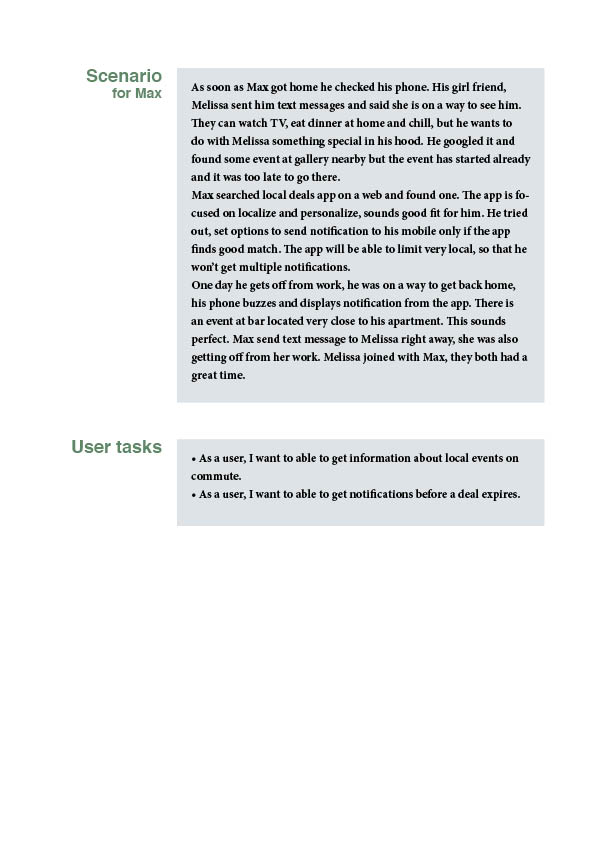 Scenario
for Max
As soon as Max got home he checked his phone. His girl friend,
Melissa sent him text messages and said she is on a way to see him.
They can watch TV, eat dinner at home and chill, but he wants to
do with Melissa something special in his hood. He googled it and
found some event at gallery nearby but the event has started already
and it was too late to go there.
Max searched local deals app on a web and found one. The app is fo-
cused on localize and personalize, sounds good fit for him. He tried
out, set options to send notification to his mobile only if the app
finds good match. The app will be able to limit very local, so that he
won't get multiple notifications.
One day he gets off from work, he was on a way to get back home,
his phone buzzes and displays notification from the app. There is
an event at bar located very close to his apartment. This sounds
perfect. Max send text message to Melissa right away, she was also
getting off from her work. Melissa joined with Max, they both had a
great time.
User tasks
• As a user, I want to able to get information about local events on
commute.
• As a user, I want to able to get notifications before a deal expires.